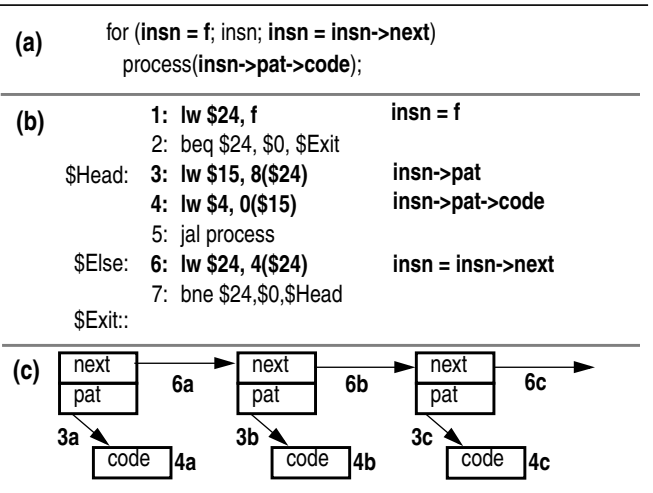 (a) for (insn = f; insn; insn = insn->next)
process(insn->pat->code);
(b) 1: lw $24, f insn = f
2: beq $24, $0, $Exit
$Head: 3: lw $15, 8($24) insn->pat
4: lw $4, 0($15) insn->pat->code
5: jal process
$Else: 6: lw $24, 4($24) insn = insn->next
7: bne $24,$0,$Head
$Exit::
(c) next next next
6a 6b 6c
pat pat pat
3a 3b 3c
code 4a code 4b code 4c